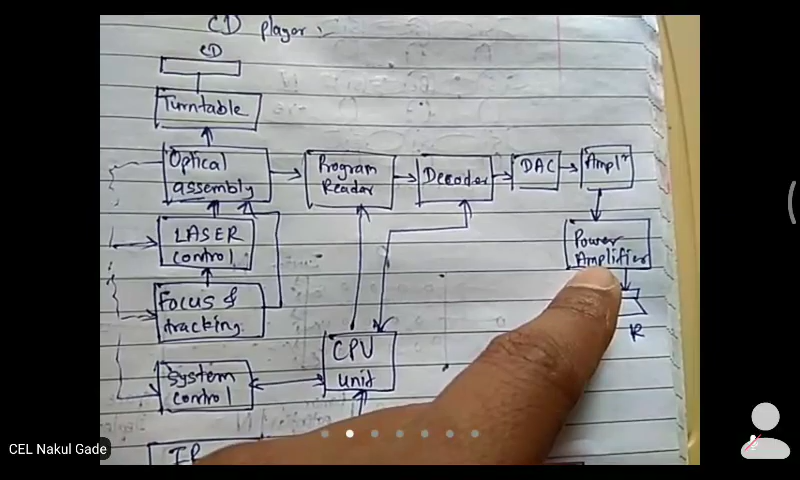 CD player:
CD
Turntable
Optical
assembly
Program
Reader
Decoder
DAC
Amplr
LASER
control
Power
Amplifier
Focus &
tracking
CPU
unit
System
control
CEL Nakul Gade